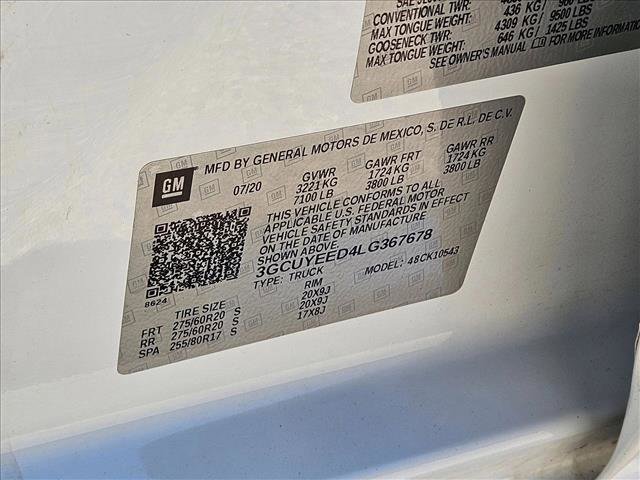 CONVENTIONAL TWR: 436 KG/ 960 LBS
MAX TONGUE WEIGHT: 4309 KG/ 9500 LBS
GOOSENECK TWR: 646 KG/ 1425 LBS
MAX TONGUE WEIGHT:
SEE OWNER'S MANUAL FOR MORE INFORMATION
GM
MFD BY GENERAL MOTORS DE MEXICO, S. DE R.L. DE C.V.
07/20
GVWR GAWR FRT GAWR RR
3221 KG 1724 KG 1724 KG
7100 LB 3800 LB 3800 LB
THIS VEHICLE CONFORMS TO ALL
APPLICABLE U.S. FEDERAL MOTOR
VEHICLE SAFETY STANDARDS IN EFFECT
ON THE DATE OF MANUFACTURE
SHOWN ABOVE.
3GCUYEED4LG367678
TYPE: TRUCK MODEL: 48CK10543
8624
TIRE SIZE RIM
FRT 275/60R20 S 20X9J
RR 275/60R20 S 20X9J
SPA 255/80R17 S 17X8J